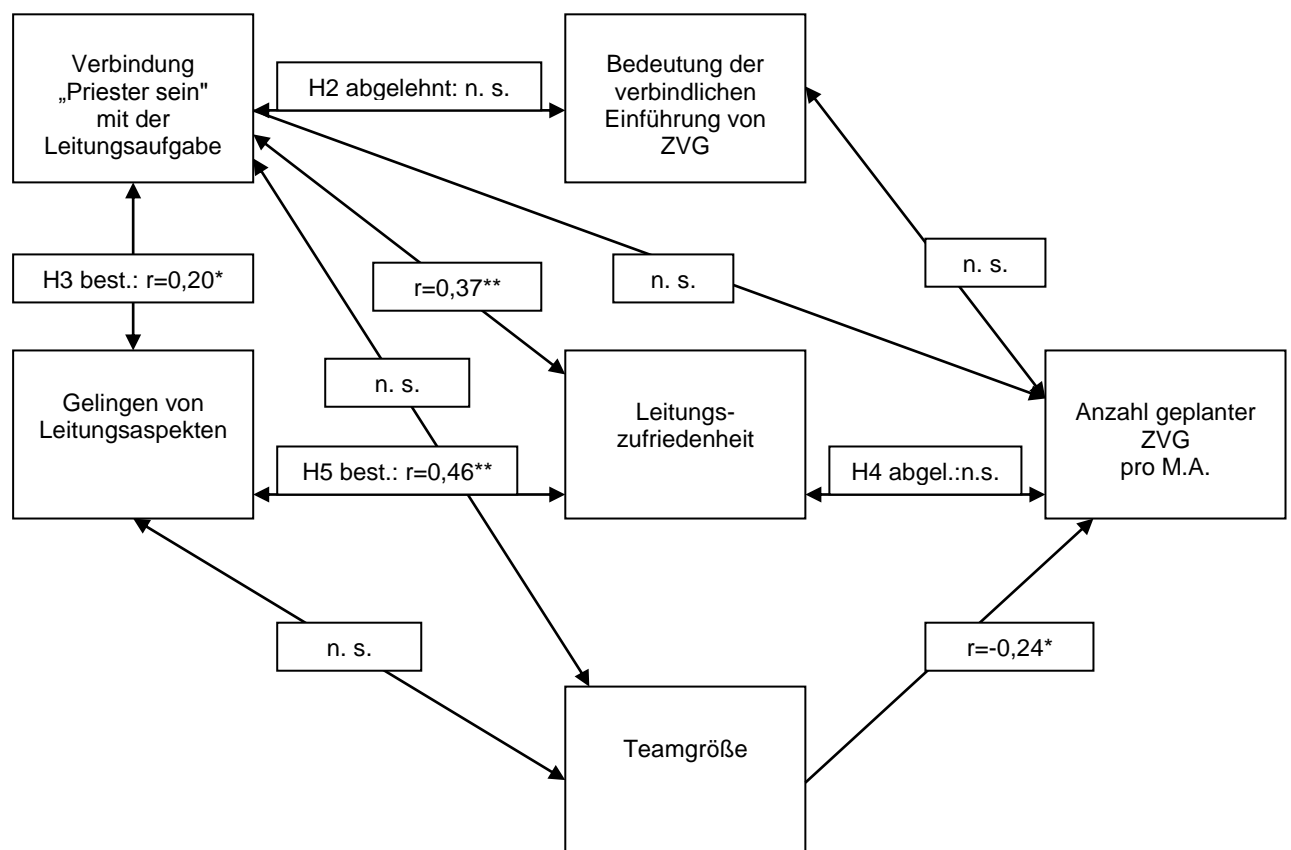 Verbindung
„Priester sein"
mit der
Leitungsaufgabe
H2 abgelehnt: n. s.
Bedeutung der
verbindlichen
Einführung von
ZVG
H3 best.: r=0,20*
r=0,37**
n. s.
n. s.
Gelingen von
Leitungsaspekten
n. s.
Leitungs-
zufriedenheit
Anzahl geplanter
ZVG
pro M.A.
H5 best.: r=0,46**
H4 abgel.:n.s.
n. s.
r=-0,24*
Teamgröße